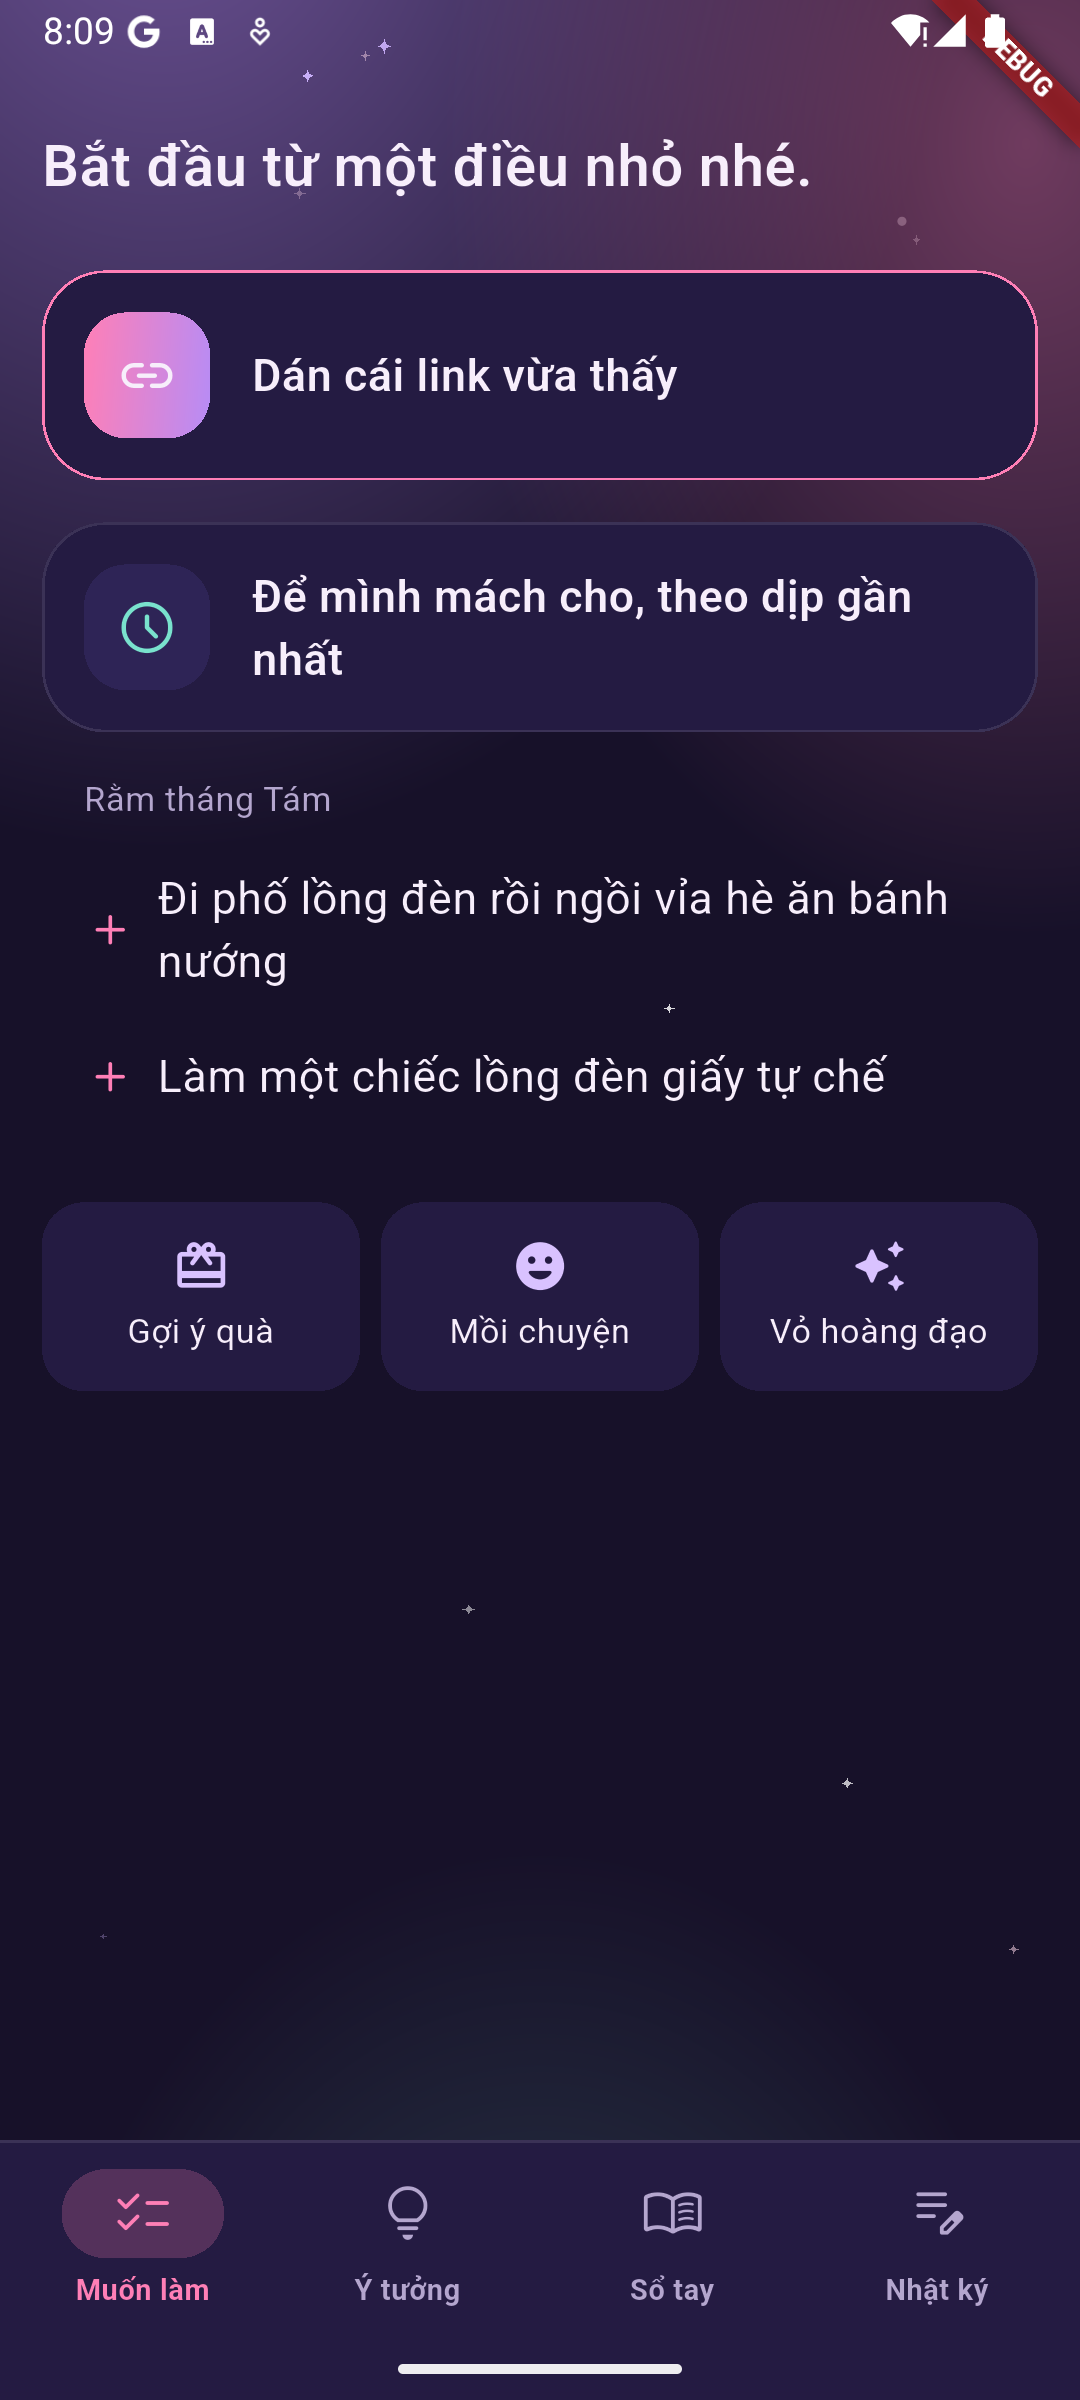 8:09
EBUG
Bắt đầu từ một điều nhỏ nhé.
Dán cái link vừa thấy
Để mình mách cho, theo dịp gần
nhất
Rằm tháng Tám
Đi phố lồng đèn rồi ngồi vỉa hè ăn bánh
nướng
Làm một chiếc lồng đèn giấy tự chế
Gợi ý quà
Mồi chuyện
Vỏ hoàng đạo
Muốn làm
Ý tưởng
Sổ tay
Nhật ký